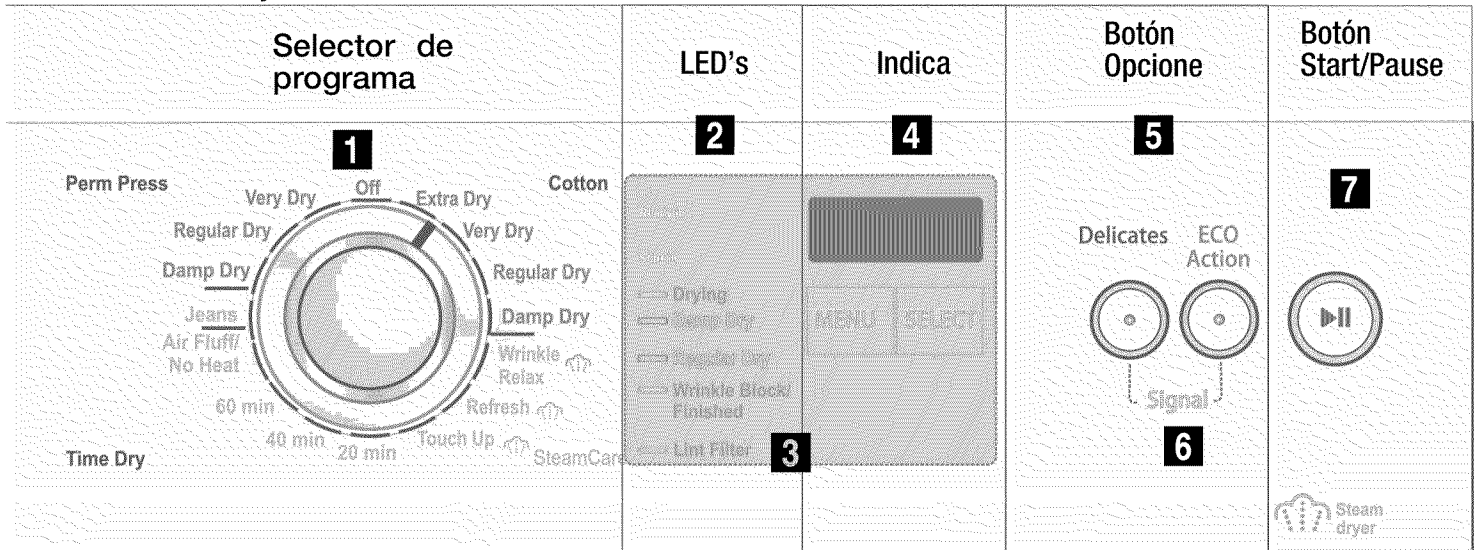 Selector de
programa
LED's
Indica
Botón
Opcione
Botón
Start/Pause
1
2
4
5
7
Perm Press
Very Dry
Off
Extra Dry
Cotton
Regular Dry
Very Dry
Damp Dry
Regular Dry
Jeans
Damp Dry
Air Fluff/
No Heat
Wrinkle
Relax
60 min
Refresh
40 min
20 min
Touch Up
SteamCare
Time Dry
Drying
Damp Dry
Regular Dry
Wrinkle Block/
Finished
Lint Filter
3
MENU
SELECT
Delicates
ECO
Action
Signal
6
Steam
dryer